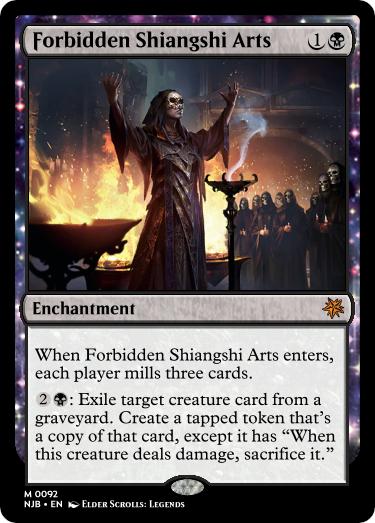 Forbidden Shiangshi Arts 1
Enchantment
When Forbidden Shiangshi Arts enters,
each player mills three cards.
2 : Exile target creature card from a
graveyard. Create a tapped token that's
a copy of that card, except it has “When
this creature deals damage, sacrifice it.”
M 0092
NJB • EN Elder Scrolls: Legends